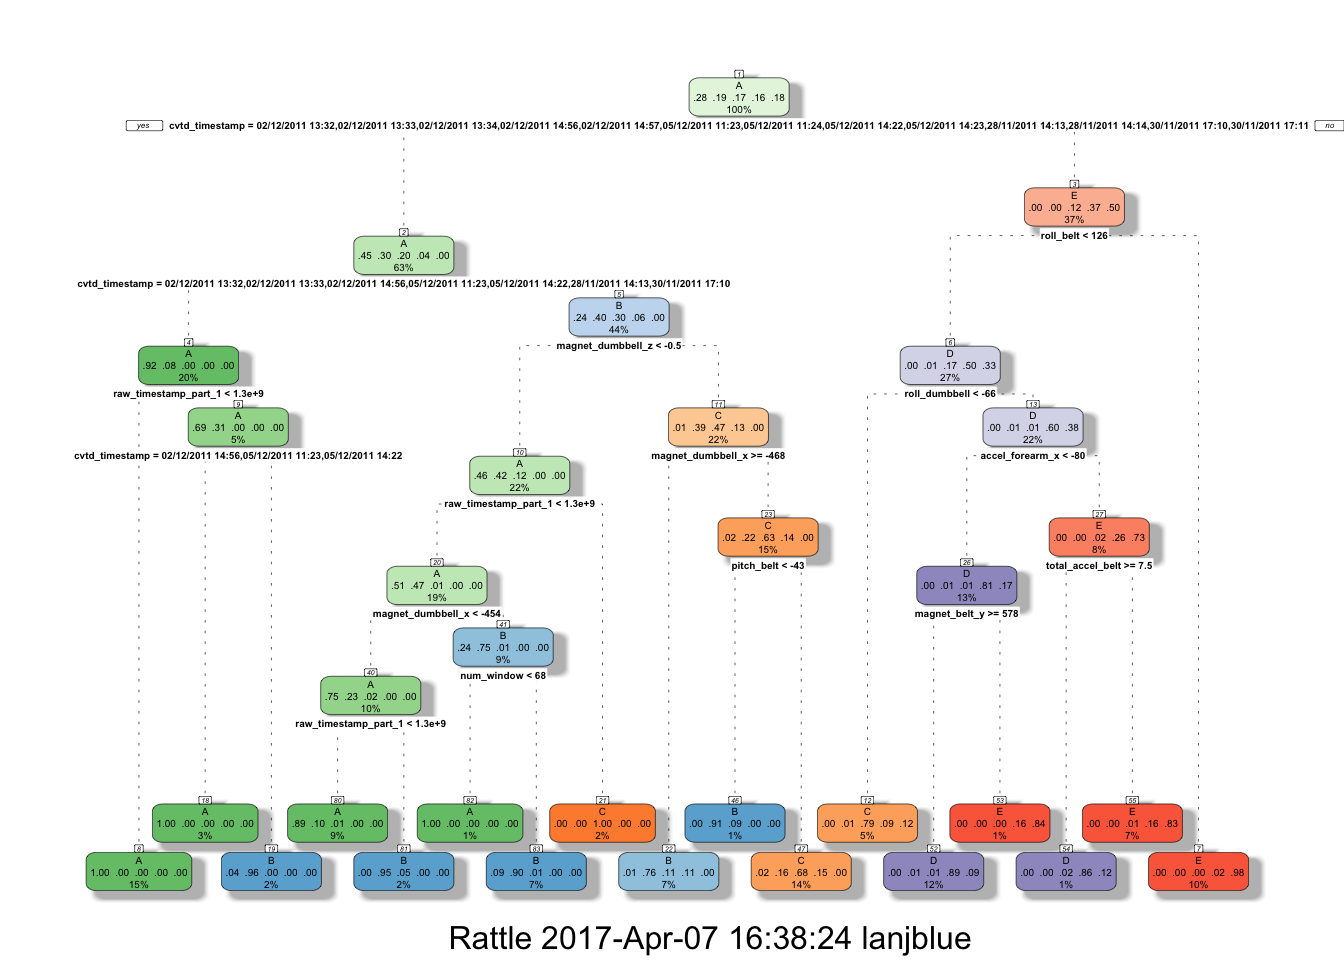 1
A
.28 .19 .17 .16 .18
100%
yes cvtd_timestamp = 02/12/2011 13:32,02/12/2011 13:33,02/12/2011 13:34,02/12/2011 14:56,02/12/2011 14:57,05/12/2011 11:23,05/12/2011 11:24,05/12/2011 14:22,05/12/2011 14:23,28/11/2011 14:13,28/11/2011 14:14,30/11/2011 17:10,30/11/2011 17:11 no
3
E
.00 .00 .12 .37 .50
37%
roll_belt < 126
2
A
.45 .30 .20 .04 .00
63%
cvtd_timestamp = 02/12/2011 13:32,02/12/2011 13:33,02/12/2011 14:56,05/12/2011 11:23,05/12/2011 14:22,28/11/2011 14:13,30/11/2011 17:10
5
B
.24 .40 .30 .06 .00
44%
magnet_dumbbell_z < -0.5
4
A
.92 .08 .00 .00 .00
20%
raw_timestamp_part_1 < 1.3e+9
6
D
.00 .01 .17 .50 .33
27%
roll_dumbbell < -66
9
A
.69 .31 .00 .00 .00
5%
cvtd_timestamp = 02/12/2011 14:56,05/12/2011 11:23,05/12/2011 14:22
11
C
.01 .39 .47 .13 .00
22%
magnet_dumbbell_x >= -468
13
D
.00 .01 .01 .60 .38
22%
accel_forearm_x < -80
10
A
.46 .42 .12 .00 .00
22%
raw_timestamp_part_1 < 1.3e+9
23
C
.02 .22 .63 .14 .00
15%
pitch_belt < -43
27
E
.00 .00 .02 .26 .73
8%
total_accel_belt >= 7.5
20
A
.51 .47 .01 .00 .00
19%
magnet_dumbbell_x < -454
26
D
.00 .01 .01 .81 .17
13%
magnet_belt_y >= 578
41
B
.24 .75 .01 .00 .00
9%
num_window < 68
40
A
.75 .23 .02 .00 .00
10%
raw_timestamp_part_1 < 1.3e+9
18
A
1.00 .00 .00 .00 .00
3%
80
A
.89 .10 .01 .00 .00
9%
82
A
1.00 .00 .00 .00 .00
1%
21
C
.00 .00 1.00 .00 .00
2%
46
B
.00 .91 .09 .00 .00
1%
12
C
.00 .01 .79 .09 .12
5%
53
E
.00 .00 .00 .16 .84
1%
55
E
.00 .00 .01 .16 .83
7%
8
A
1.00 .00 .00 .00 .00
15%
19
B
.04 .96 .00 .00 .00
2%
81
B
.00 .95 .05 .00 .00
2%
83
B
.09 .90 .01 .00 .00
7%
22
B
.01 .76 .11 .11 .00
7%
47
C
.02 .16 .68 .15 .00
14%
52
D
.00 .01 .01 .89 .09
12%
54
D
.00 .00 .02 .86 .12
1%
7
E
.00 .00 .00 .02 .98
10%
Rattle 2017-Apr-07 16:38:24 lanjblue